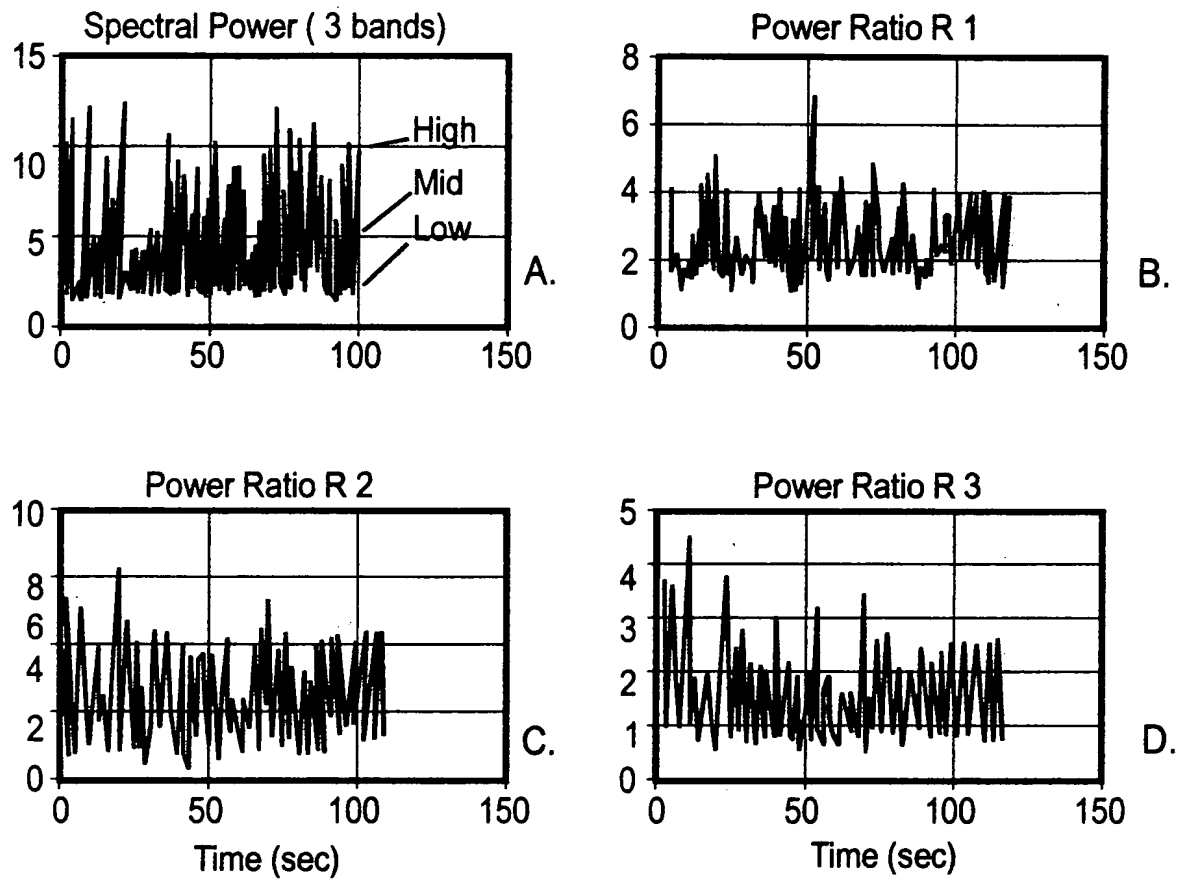 Spectral Power ( 3 bands)
15
10
5
0
0 50 100 150
High
Mid
Low
A.
Power Ratio R 1
8
6
4
2
0
0 50 100 150
B.
Power Ratio R 2
10
8
6
4
2
0
0 50 100 150
Time (sec)
C.
Power Ratio R 3
5
4
3
2
1
0
0 50 100 150
Time (sec)
D.